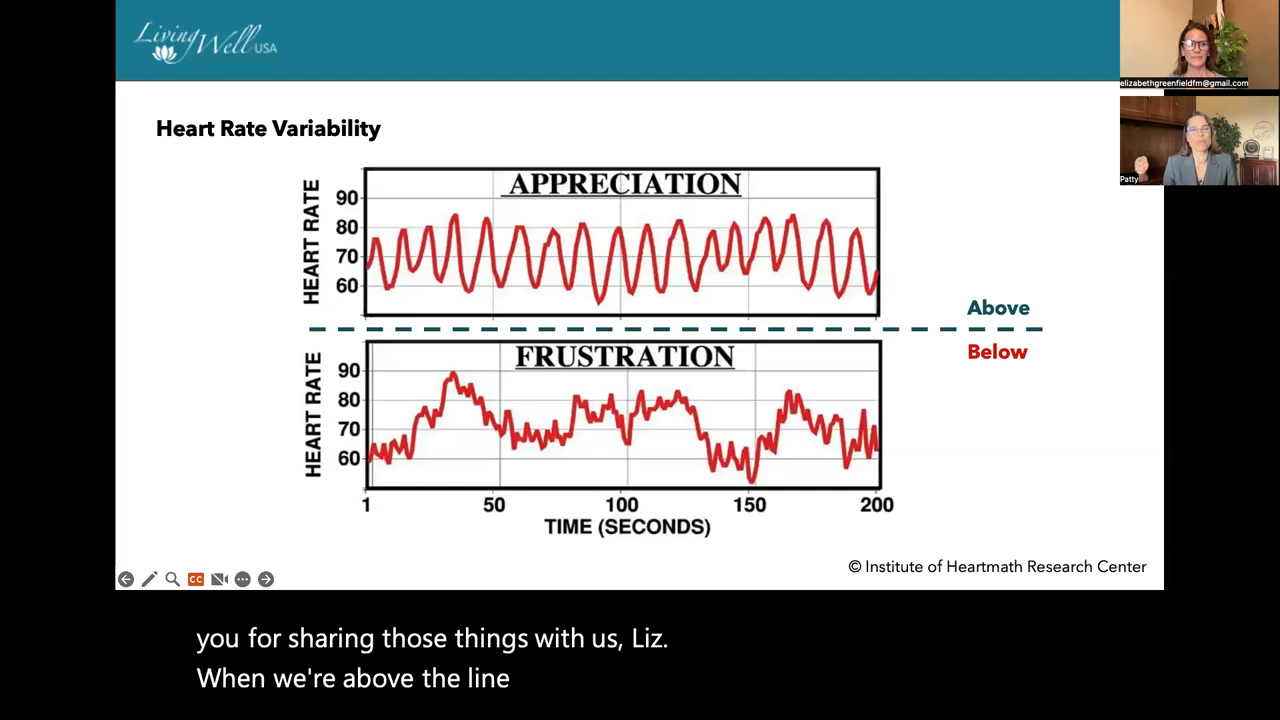 Living Well USA
elizabethgreenfieldfm@gmail.com
Patty
Heart Rate Variability
APPRECIATION
HEART RATE
90
80
70
60
Above
Below
FRUSTRATION
HEART RATE
90
80
70
60
1 50 100 150 200
TIME (SECONDS)
© Institute of Heartmath Research Center
CC
you for sharing those things with us, Liz.
When we're above the line